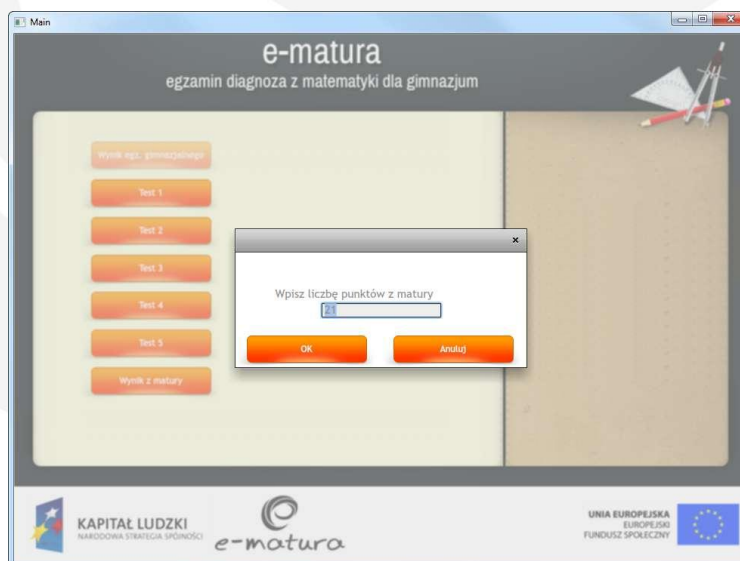 Main
e-matura
egzamin diagnoza z matematyki dla gimnazjum
Wynik egz. gimnazjalnego
Test 1
Test 2
Test 3
Test 4
Test 5
Wynik z matury
Wpisz liczbę punktów z matury
21
OK
Anuluj
KAPITAŁ LUDZKI
NARODOWA STRATEGIA SPÓJNOŚCI
e-matura
UNIA EUROPEJSKA
EUROPEJSKI
FUNDUSZ SPOŁECZNY